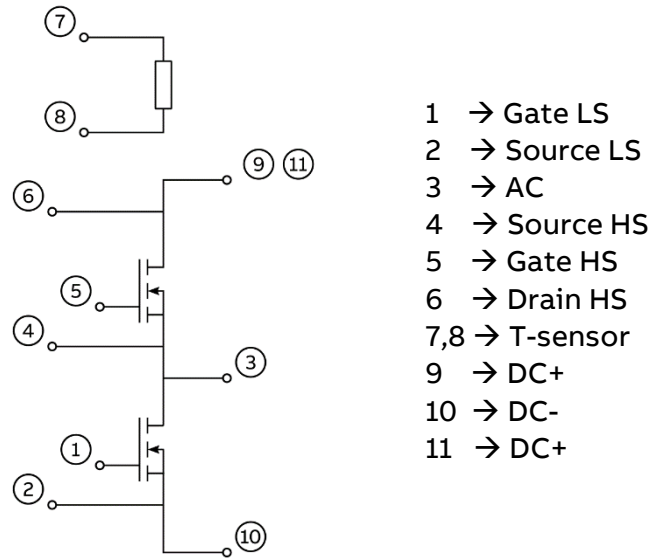 7
8
9 11
6
5
4
3
1
2
10
1 → Gate LS
2 → Source LS
3 → AC
4 → Source HS
5 → Gate HS
6 → Drain HS
7,8 → T-sensor
9 → DC+
10 → DC-
11 → DC+